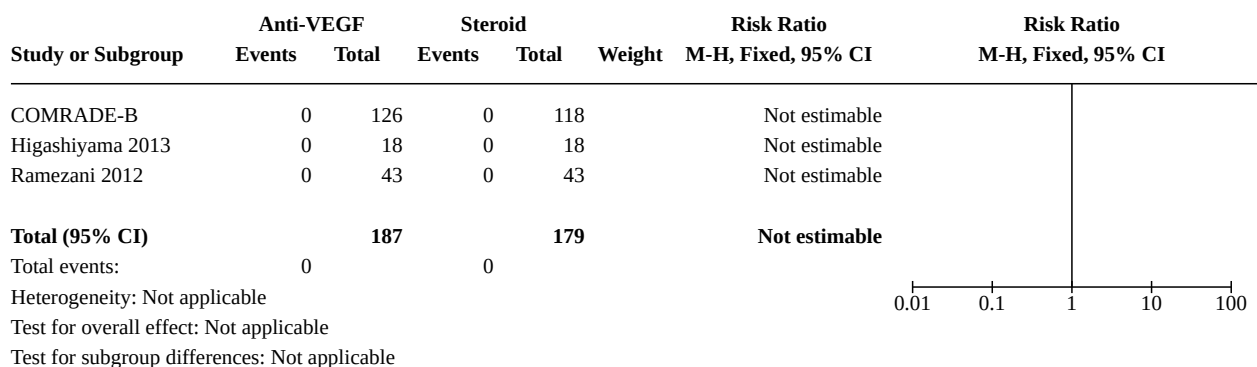 Anti-VEGF Steroid Risk Ratio Risk Ratio
Study or Subgroup Events Total Events Total Weight M-H, Fixed, 95% CI M-H, Fixed, 95% CI
COMRADE-B 0 126 0 118 Not estimable
Higashiyama 2013 0 18 0 18 Not estimable
Ramezani 2012 0 43 0 43 Not estimable
Total (95% CI) 187 179 Not estimable
Total events: 0 0
Heterogeneity: Not applicable
0.01 0.1 1 10 100
Test for overall effect: Not applicable
Test for subgroup differences: Not applicable